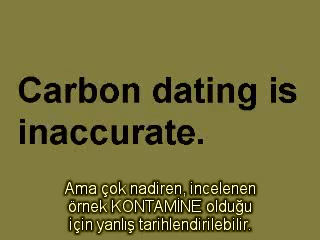 Carbon dating is
inaccurate.
Ama çok nadiren, incelenen
örnek KONTAMİNE olduğu
için yanlış tarihlendirilebilir.